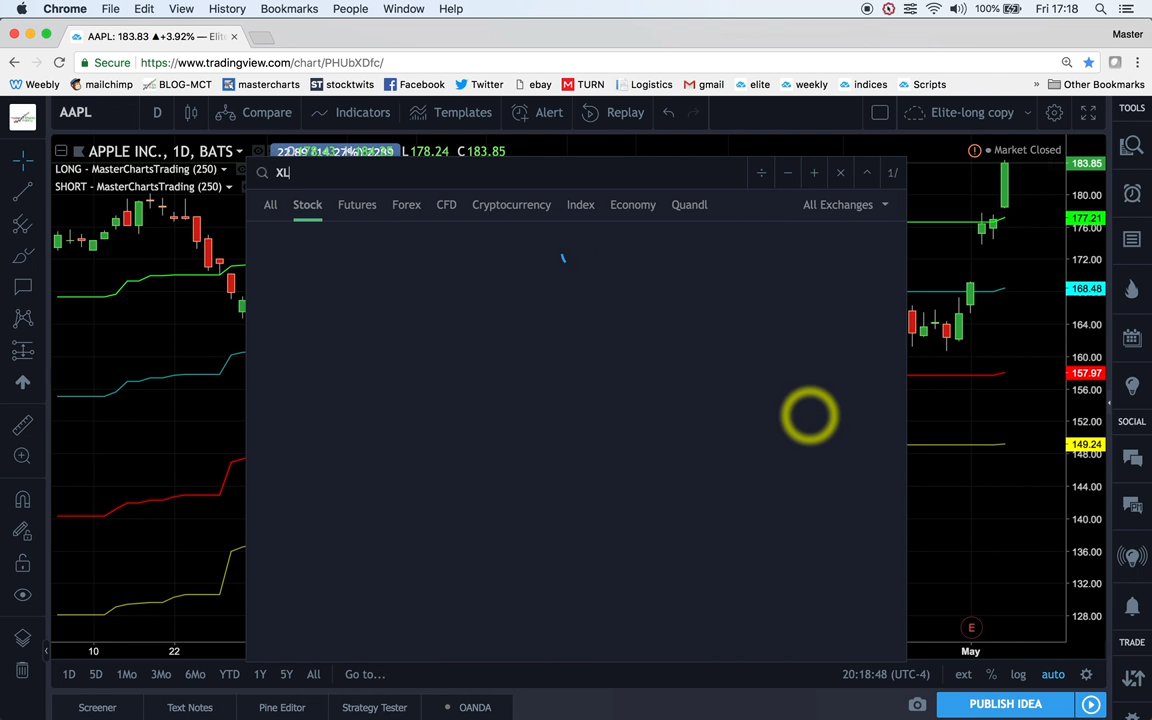 Chrome File Edit View History Bookmarks People Window Help 100% Fri 17:18
AAPL: 183.83 ▲+3.92% — Elite × Master
Secure https://www.tradingview.com/chart/PHUbXDfc/
Weebly mailchimp BLOG-MCT mastercharts stocktwits Facebook Twitter ebay TURN Logistics gmail elite weekly indices Scripts » Other Bookmarks
AAPL D Compare Indicators Templates Alert Replay Elite-long copy TOOLS
APPLE INC., 1D, BATS L178.24 C183.85 Market Closed
LONG - MasterChartsTrading (250)
SHORT - MasterChartsTrading (250)
XL ÷ − + × ^ 1/
All Stock Futures Forex CFD Cryptocurrency Index Economy Quandl All Exchanges
183.85
180.00
177.21
176.00
172.00
168.48
164.00
160.00
157.97
156.00
152.00
149.24
148.00
144.00
140.00
136.00
132.00
128.00
SOCIAL
TRADE
E
10 22 May
1D 5D 1Mo 3Mo 6Mo YTD 1Y 5Y All Go to... 20:18:48 (UTC-4) ext % log auto
Screener Text Notes Pine Editor Strategy Tester OANDA PUBLISH IDEA